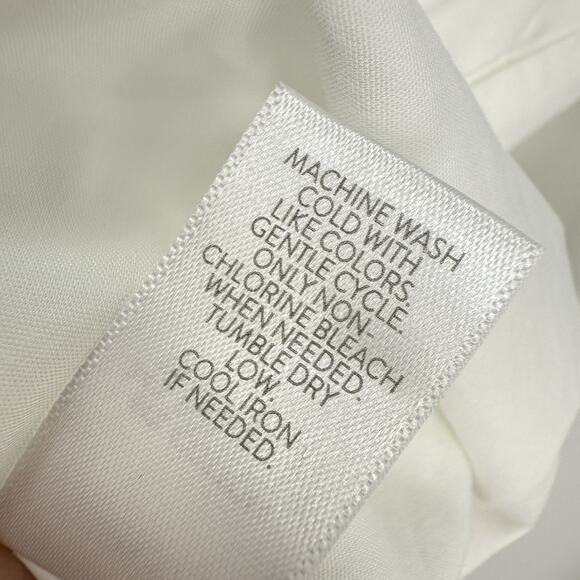 MACHINE WASH
COLD WITH
LIKE COLORS.
GENTLE CYCLE.
ONLY NON-
CHLORINE BLEACH
WHEN NEEDED.
TUMBLE DRY
LOW.
COOL IRON
IF NEEDED.